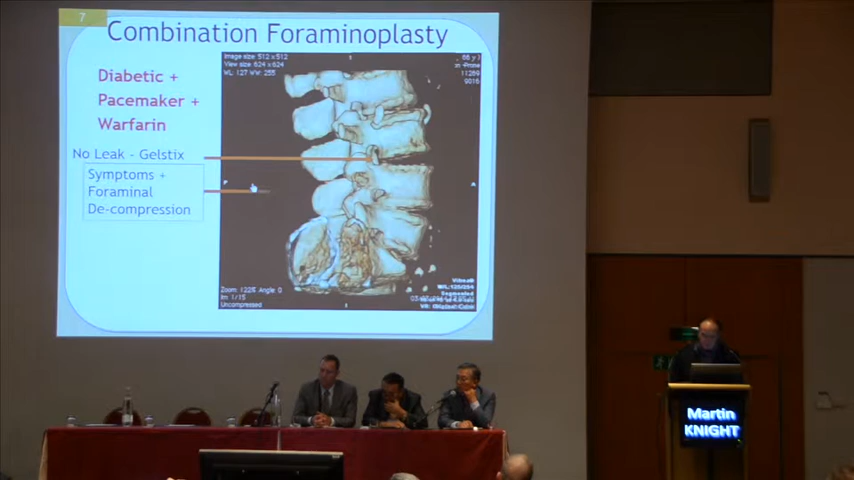 7
Combination Foraminoplasty
Image size: 512 x 512
View size: 624 x 624
WL: 127 WW: 255
Diabetic +
Pacemaker +
Warfarin
No Leak - Gelstix
Symptoms +
Foraminal
De-compression
Zoom: 122% Angle: 0
Im: 1/15
Uncompressed
Martin
KNIGHT